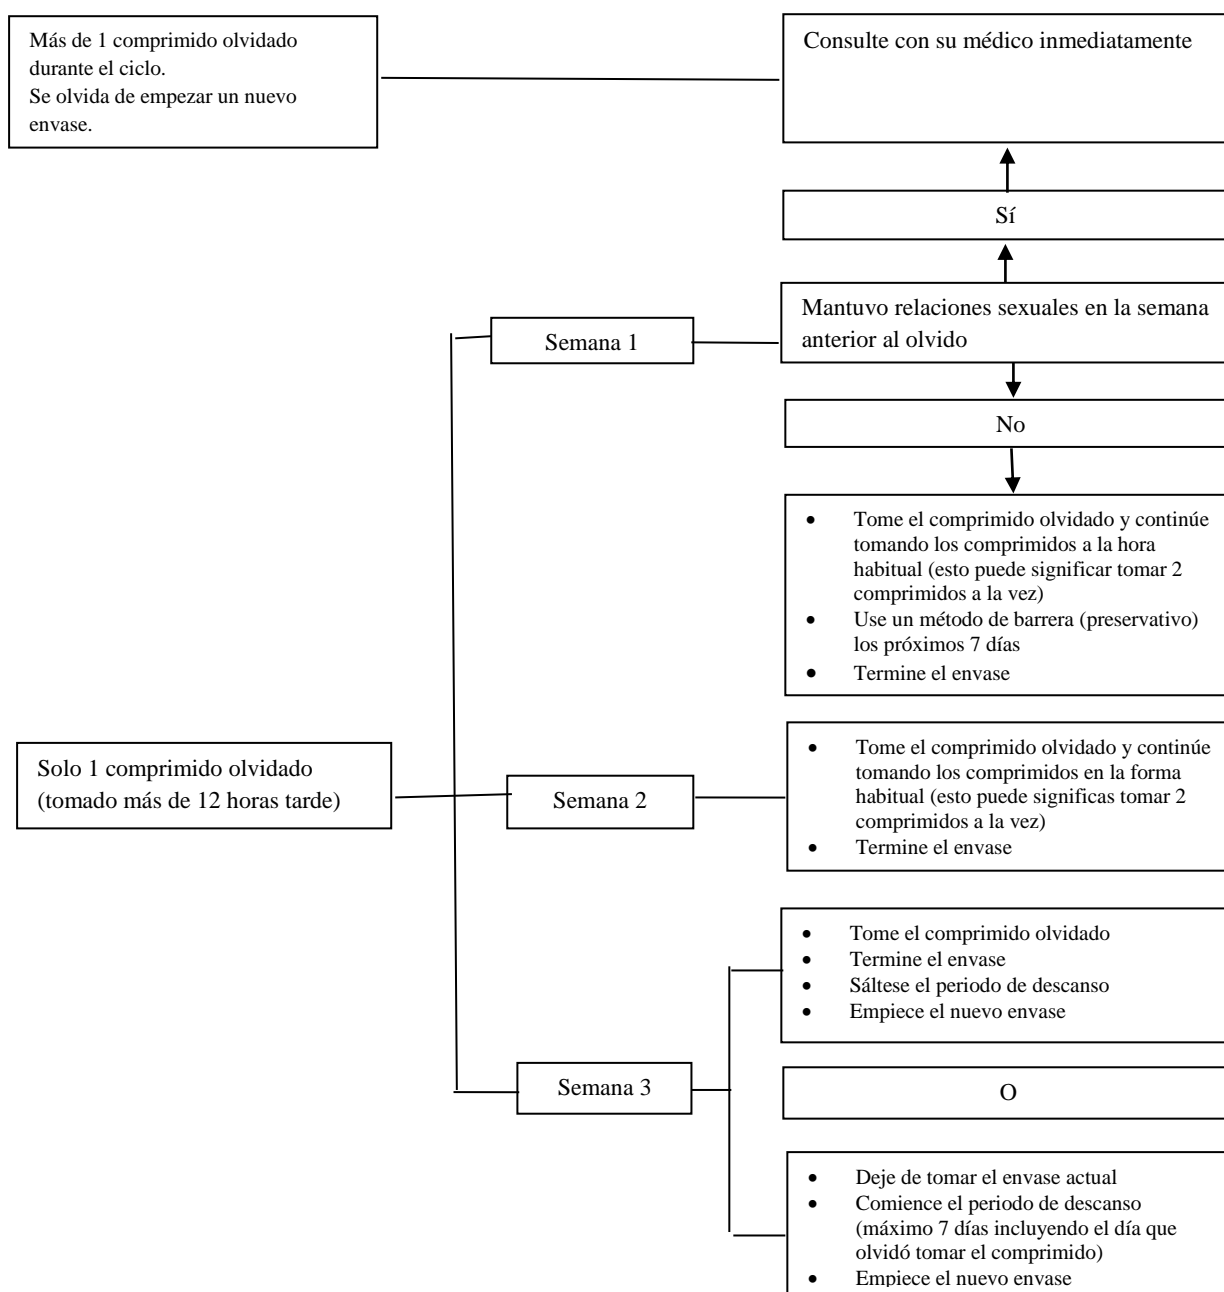 Más de 1 comprimido olvidado
durante el ciclo.
Se olvida de empezar un nuevo
envase.
Consulte con su médico inmediatamente
Sí
Mantuvo relaciones sexuales en la semana
anterior al olvido
Semana 1
No
• Tome el comprimido olvidado y continúe
tomando los comprimidos a la hora
habitual (esto puede significar tomar 2
comprimidos a la vez)
• Use un método de barrera (preservativo)
los próximos 7 días
• Termine el envase
Solo 1 comprimido olvidado
(tomado más de 12 horas tarde)
Semana 2
• Tome el comprimido olvidado y continúe
tomando los comprimidos en la forma
habitual (esto puede significas tomar 2
comprimidos a la vez)
• Termine el envase
• Tome el comprimido olvidado
• Termine el envase
• Sáltese el periodo de descanso
• Empiece el nuevo envase
Semana 3
O
• Deje de tomar el envase actual
• Comience el periodo de descanso
(máximo 7 días incluyendo el día que
olvidó tomar el comprimido)
• Empiece el nuevo envase